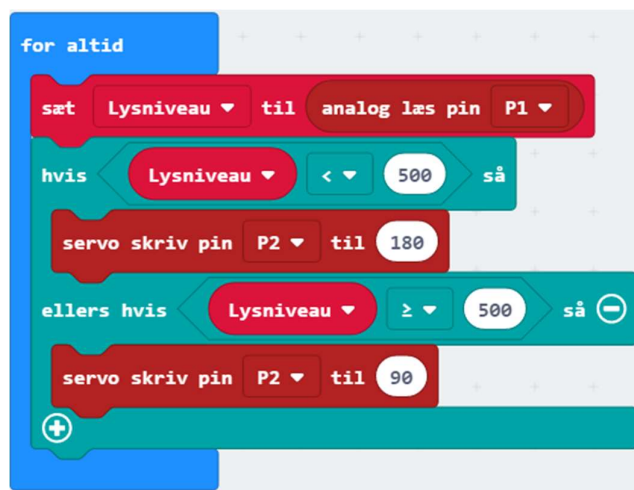 for altid
sæt Lysniveau til analog læs pin P1
hvis Lysniveau < 500 så
servo skriv pin P2 til 180
ellers hvis Lysniveau ≥ 500 så
servo skriv pin P2 til 90